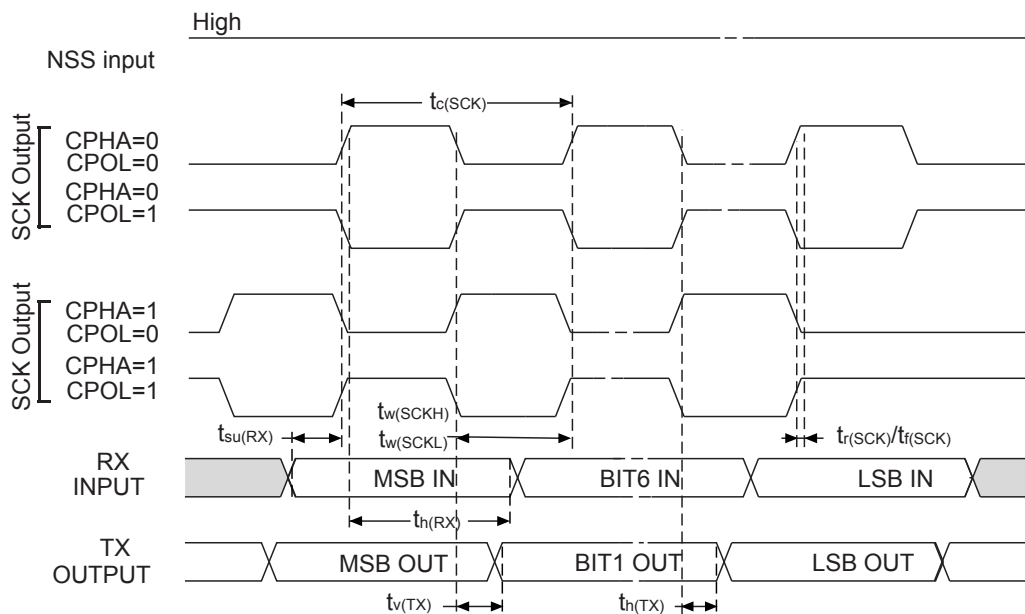 High
NSS input
tc(SCK)
SCK Output
CPHA=0
CPOL=0
CPHA=0
CPOL=1
SCK Output
CPHA=1
CPOL=0
CPHA=1
CPOL=1
tw(SCKH)
tw(SCKL)
tsu(RX)
tr(SCK)/tf(SCK)
RX
INPUT
MSB IN
BIT6 IN
LSB IN
th(RX)
TX
OUTPUT
MSB OUT
BIT1 OUT
LSB OUT
tv(TX)
th(TX)